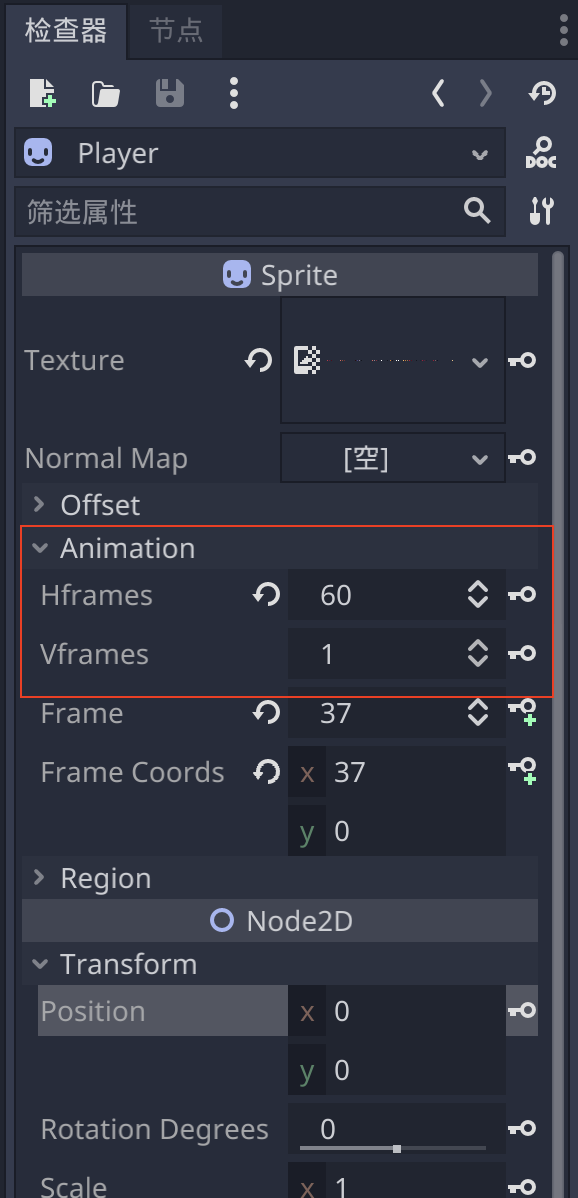 检查器 节点
Player
DOC
筛选属性
Sprite
Texture
Normal Map [空]
Offset
Animation
Hframes 60
Vframes 1
Frame 37
Frame Coords x 37
y 0
Region
Node2D
Transform
Position x 0
y 0
Rotation Degrees 0
Scale x 1